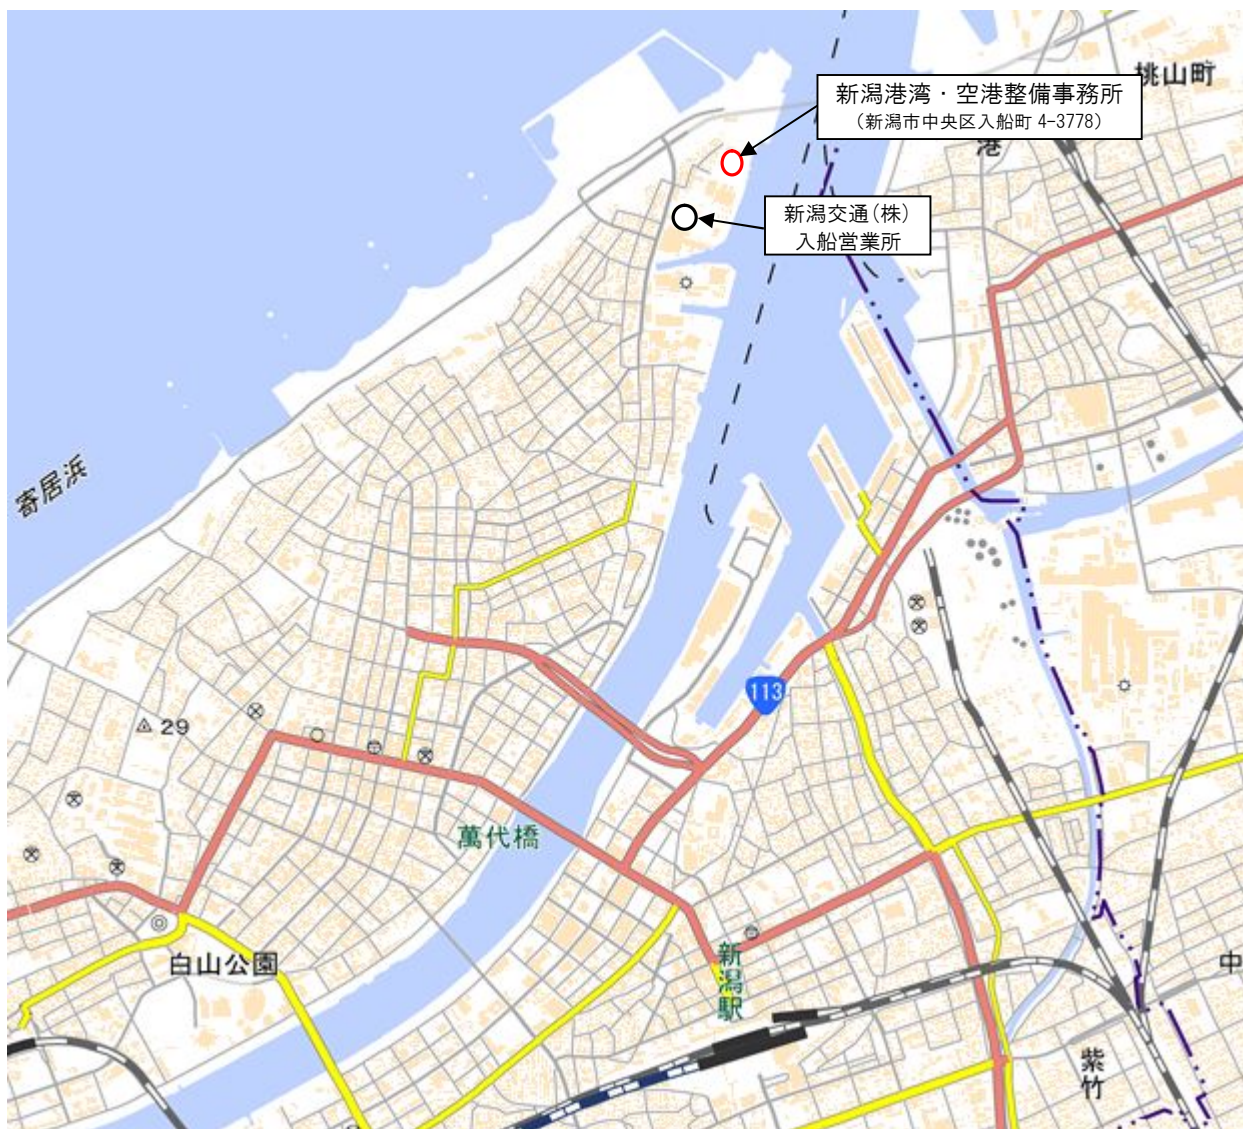 桃山町
新潟港湾・空港整備事務所
（新潟市中央区入船町 4-3778）
港
新潟交通（株）
入船営業所
寄居浜
113
29
萬代橋
白山公園
新潟駅
中
紫竹